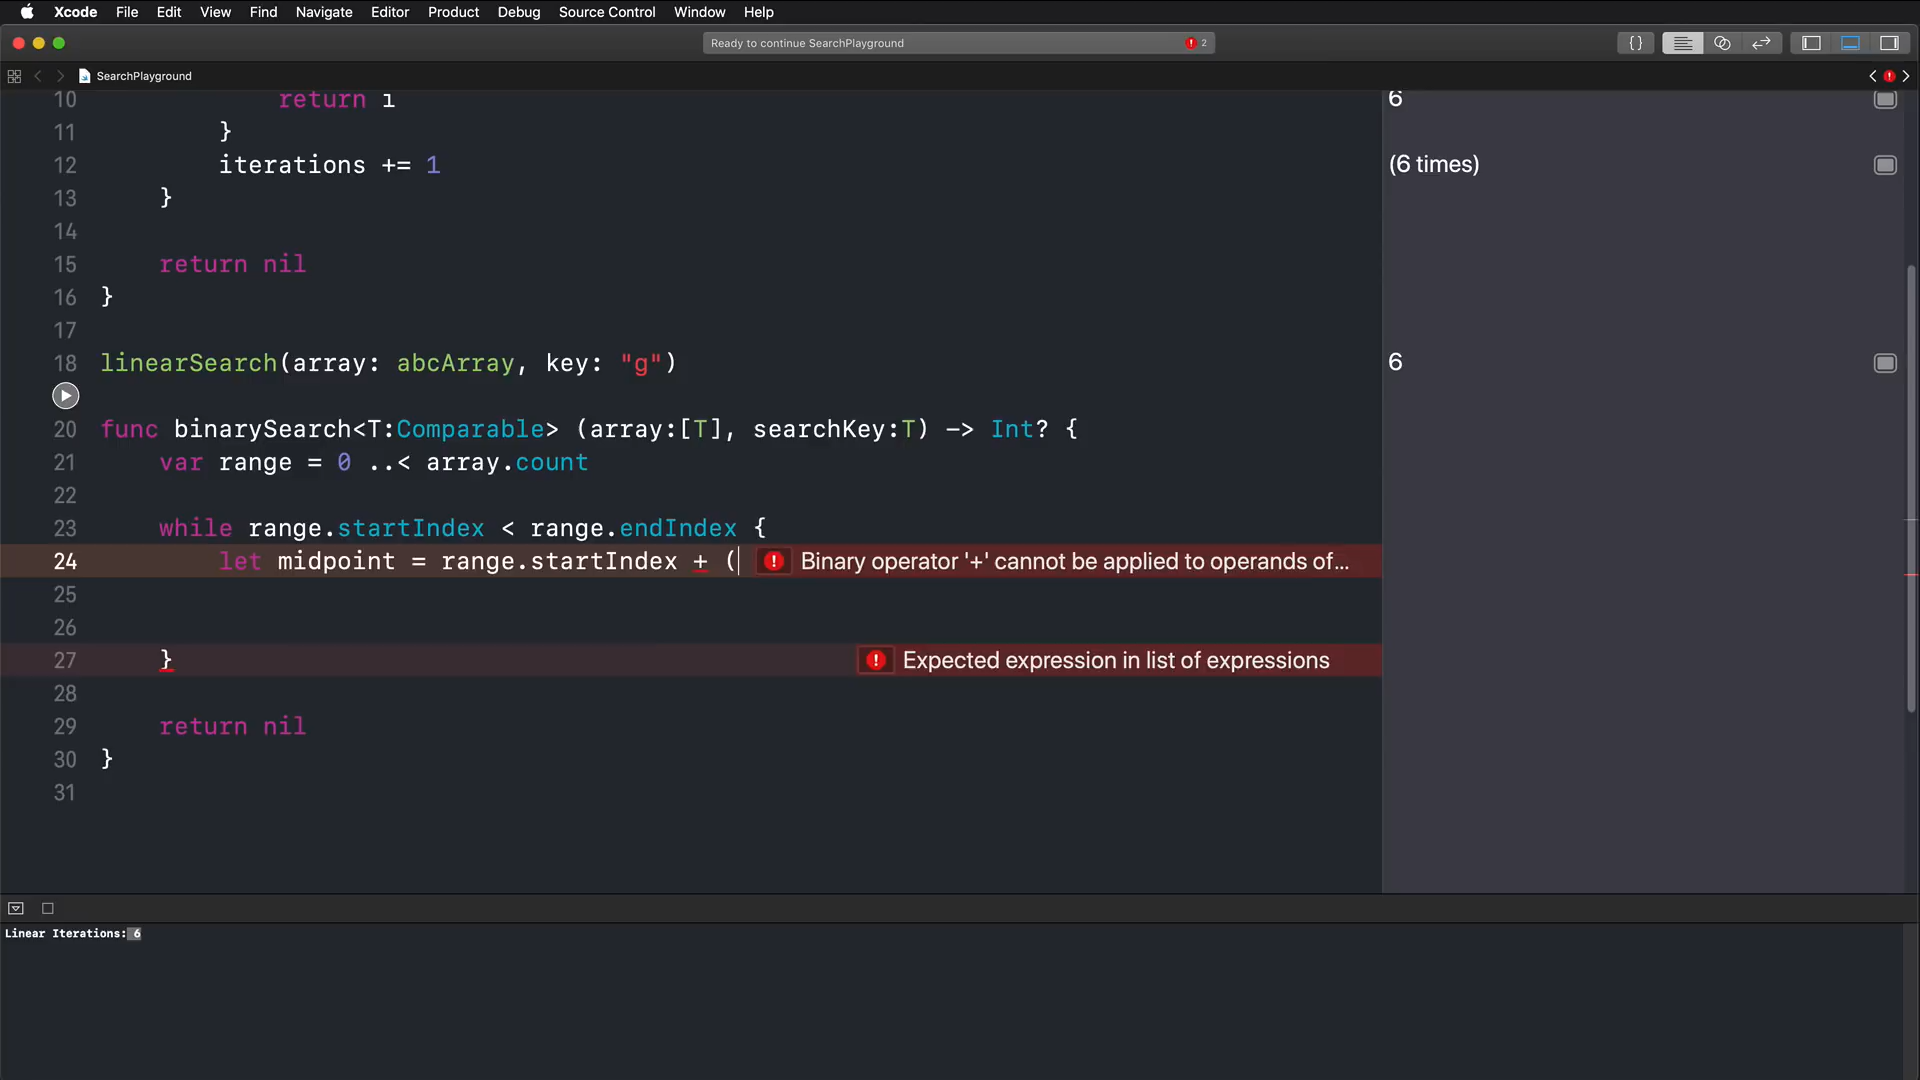 Xcode File Edit View Find Navigate Editor Product Debug Source Control Window Help
Ready to continue SearchPlayground 2
{}
SearchPlayground
10 return i 6
11 }
12 iterations += 1 (6 times)
13 }
14
15 return nil
16 }
17
18 linearSearch(array: abcArray, key: "g") 6
20 func binarySearch<T:Comparable> (array:[T], searchKey:T) -> Int? {
21 var range = 0 ..< array.count
22
23 while range.startIndex < range.endIndex {
24 let midpoint = range.startIndex + ( Binary operator '+' cannot be applied to operands of...
25
26
27 } Expected expression in list of expressions
28
29 return nil
30 }
31
Linear Iterations: 6